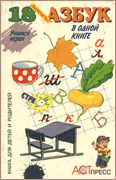 18 АЗБУК
В ОДНОЙ
КНИГЕ
Учимся
играя
а
л
Ш
г
п
к
ь
КНИГА ДЛЯ ДЕТЕЙ И РОДИТЕЛЕЙ
АСТ
ПРЕСС